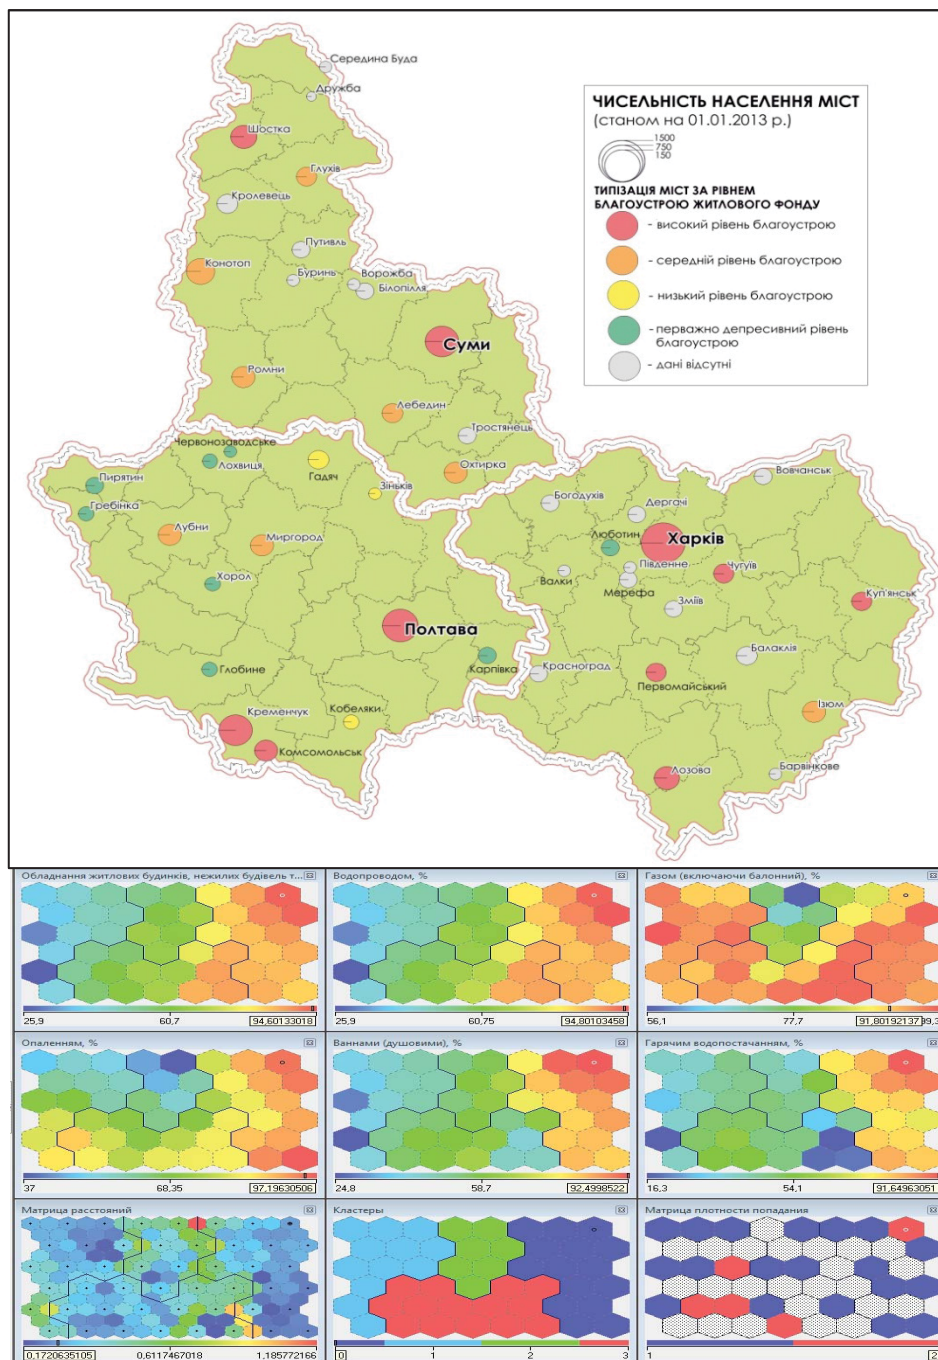 Середина Буда
Дружба
Шостка
Глухів
Кролевець
Путивль
Конотоп
Буринь
Ворожба
Білопілля
Суми
Ромни
Лебедин
Тростянець
Охтирка
ЧИСЕЛЬНІСТЬ НАСЕЛЕННЯ МІСТ
(станом на 01.01.2013 р.)
1500
750
150
ТИПІЗАЦІЯ МІСТ ЗА РІВНЕМ
БЛАГОУСТРОЮ ЖИТЛОВОГО ФОНДУ
- високий рівень благоустрою
- середній рівень благоустрою
- низький рівень благоустрою
- перважно депресивний рівень
благоустрою
- дані відсутні
Червонозаводське
Лохвиця
Пирятин
Гребінка
Гадяч
Зіньків
Лубни
Миргород
Хорол
Полтава
Карпівка
Глобине
Кременчук
Кобеляки
Комсомольськ
Вовчанськ
Богодухів
Дергачі
Харків
Люботин
Південне
Чугуїв
Валки
Мерефа
Зміїв
Куп'янськ
Балаклія
Красноград
Первомайський
Ізюм
Лозова
Барвінкове
Обладнання житлових будинків, нежилих будівель т...
25,9 60,7 94,60133018
Водопроводом, %
25,9 60,75 94,80103458
Газом (включаючи балонний), %
56,1 77,7 91,80192137 39,3
Опаленням, %
37 68,35 97,19630506
Ваннами (душовими), %
24,8 58,7 92,4998522
Гарячим водопостачанням, %
16,3 54,1 91,64963051
Матрица расстояний
0,1720635105 0,6117467018 1,185772166
Кластеры
0 1 2 3
Матрица плотности попадания
1 2